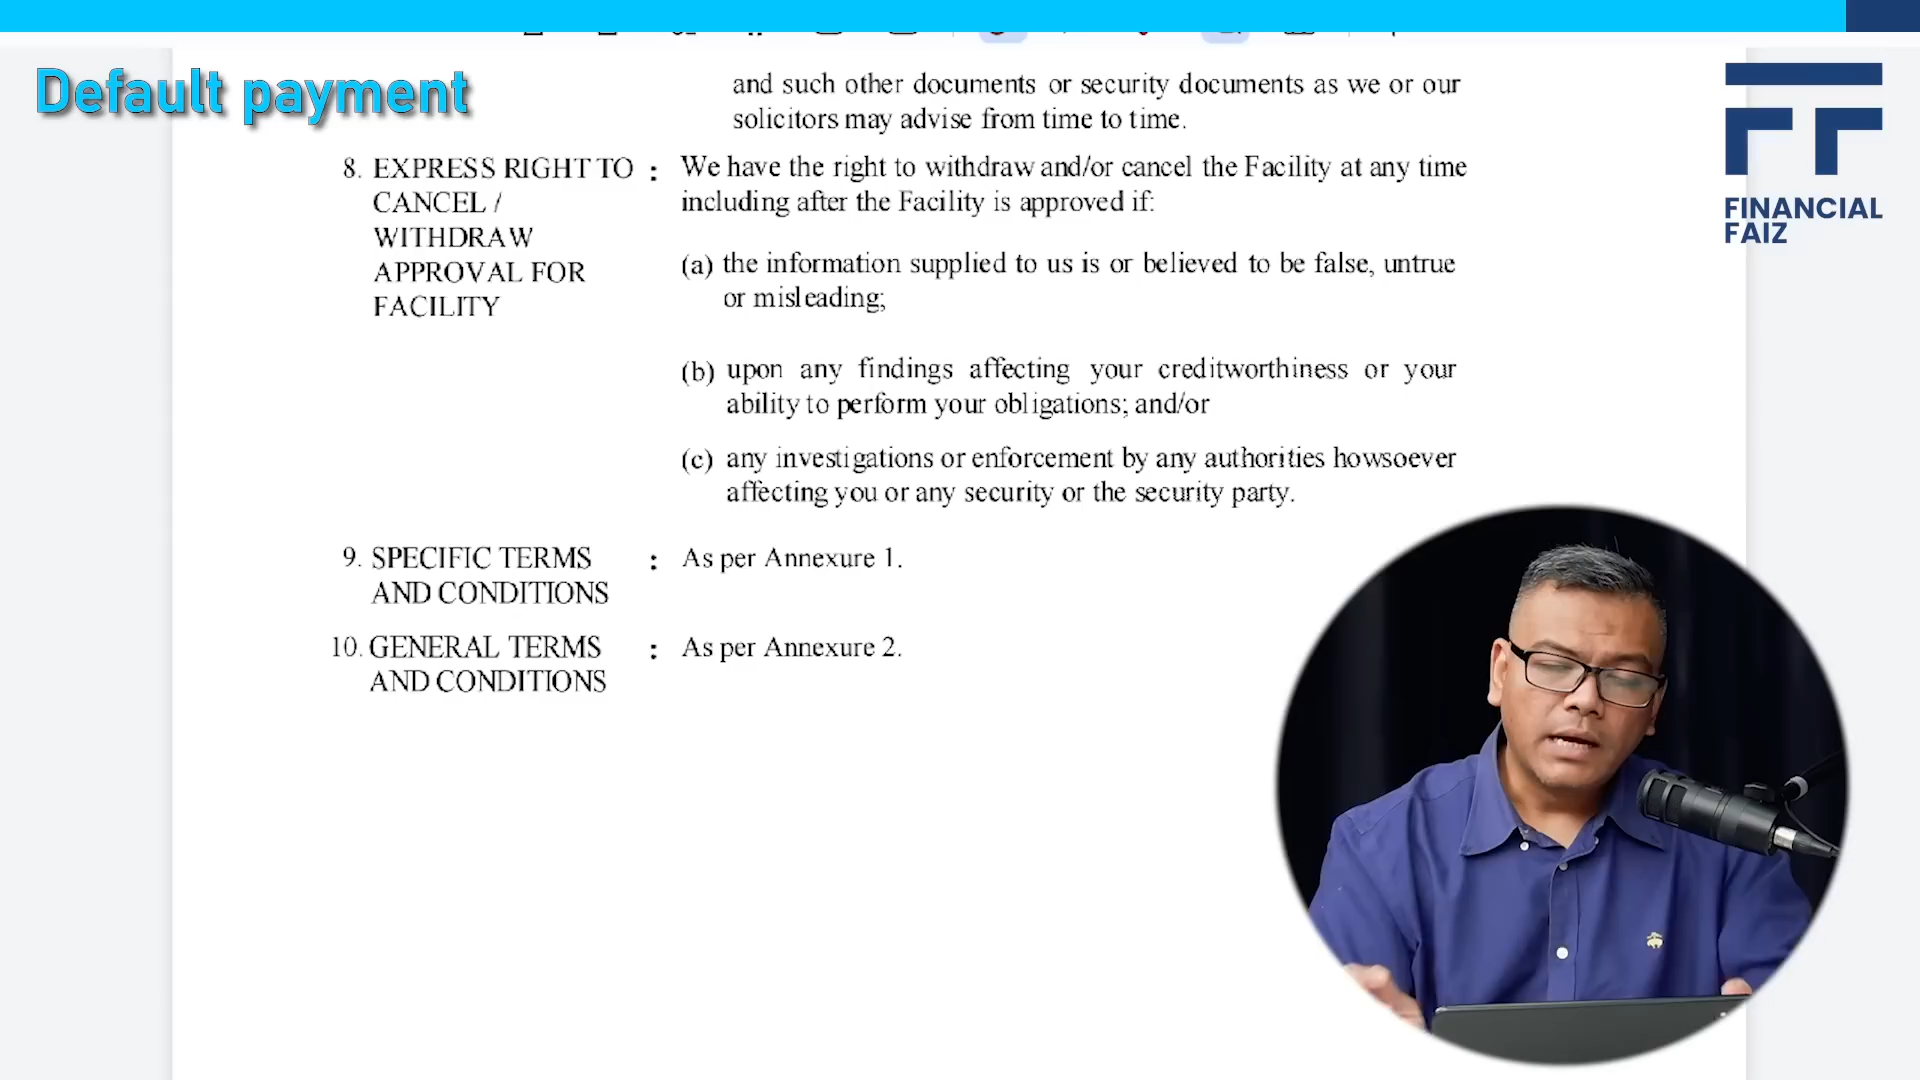 Default payment
FINANCIAL
FAIZ
and such other documents or security documents as we or our
solicitors may advise from time to time.
8. EXPRESS RIGHT TO CANCEL / WITHDRAW APPROVAL FOR FACILITY :
We have the right to withdraw and/or cancel the Facility at any time
including after the Facility is approved if:
(a) the information supplied to us is or believed to be false, untrue
or misleading;
(b) upon any findings affecting your creditworthiness or your
ability to perform your obligations; and/or
(c) any investigations or enforcement by any authorities howsoever
affecting you or any security or the security party.
9. SPECIFIC TERMS : As per Annexure 1.
AND CONDITIONS
10. GENERAL TERMS : As per Annexure 2.
AND CONDITIONS